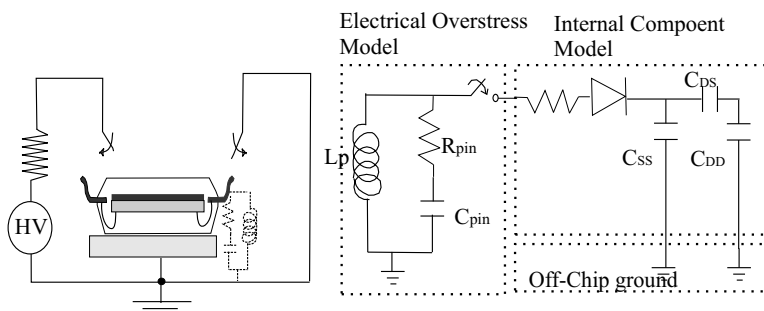 Electrical Overstress
Model
Internal Compoent
Model
HV
Lp
Rpin
Cpin
CDS
CSS
CDD
Off-Chip ground